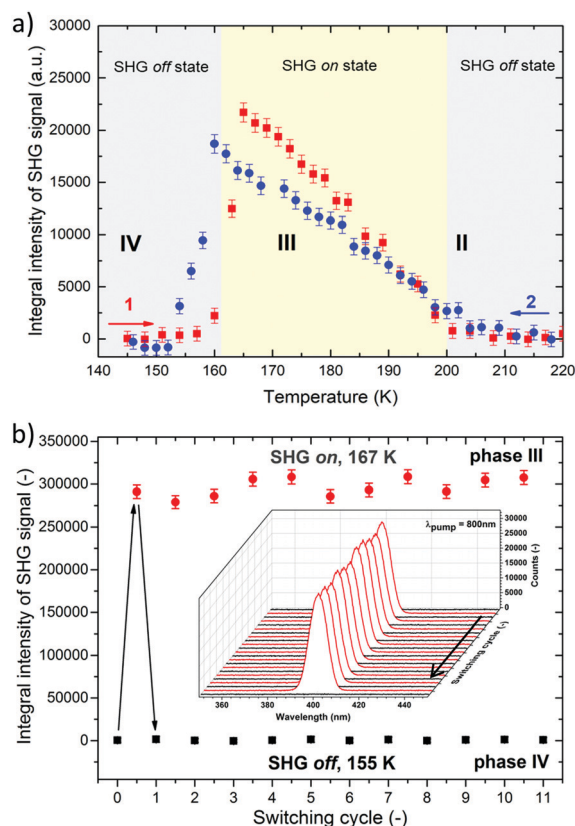 a)
30000
25000
20000
15000
10000
5000
0
Integral intensity of SHG signal (a.u.)
SHG off state
SHG on state
SHG off state
IV
III
II
1
2
140 150 160 170 180 190 200 210 220
Temperature (K)
b)
350000
300000
250000
200000
150000
100000
50000
0
Integral intensity of SHG signal (-)
SHG on, 167 K
phase III
λpump = 800nm
30000
25000
20000
15000
10000
5000
0
Counts (-)
Switching cycle (-)
360 380 400 420 440
Wavelength (nm)
SHG off, 155 K
phase IV
0 1 2 3 4 5 6 7 8 9 10 11
Switching cycle (-)